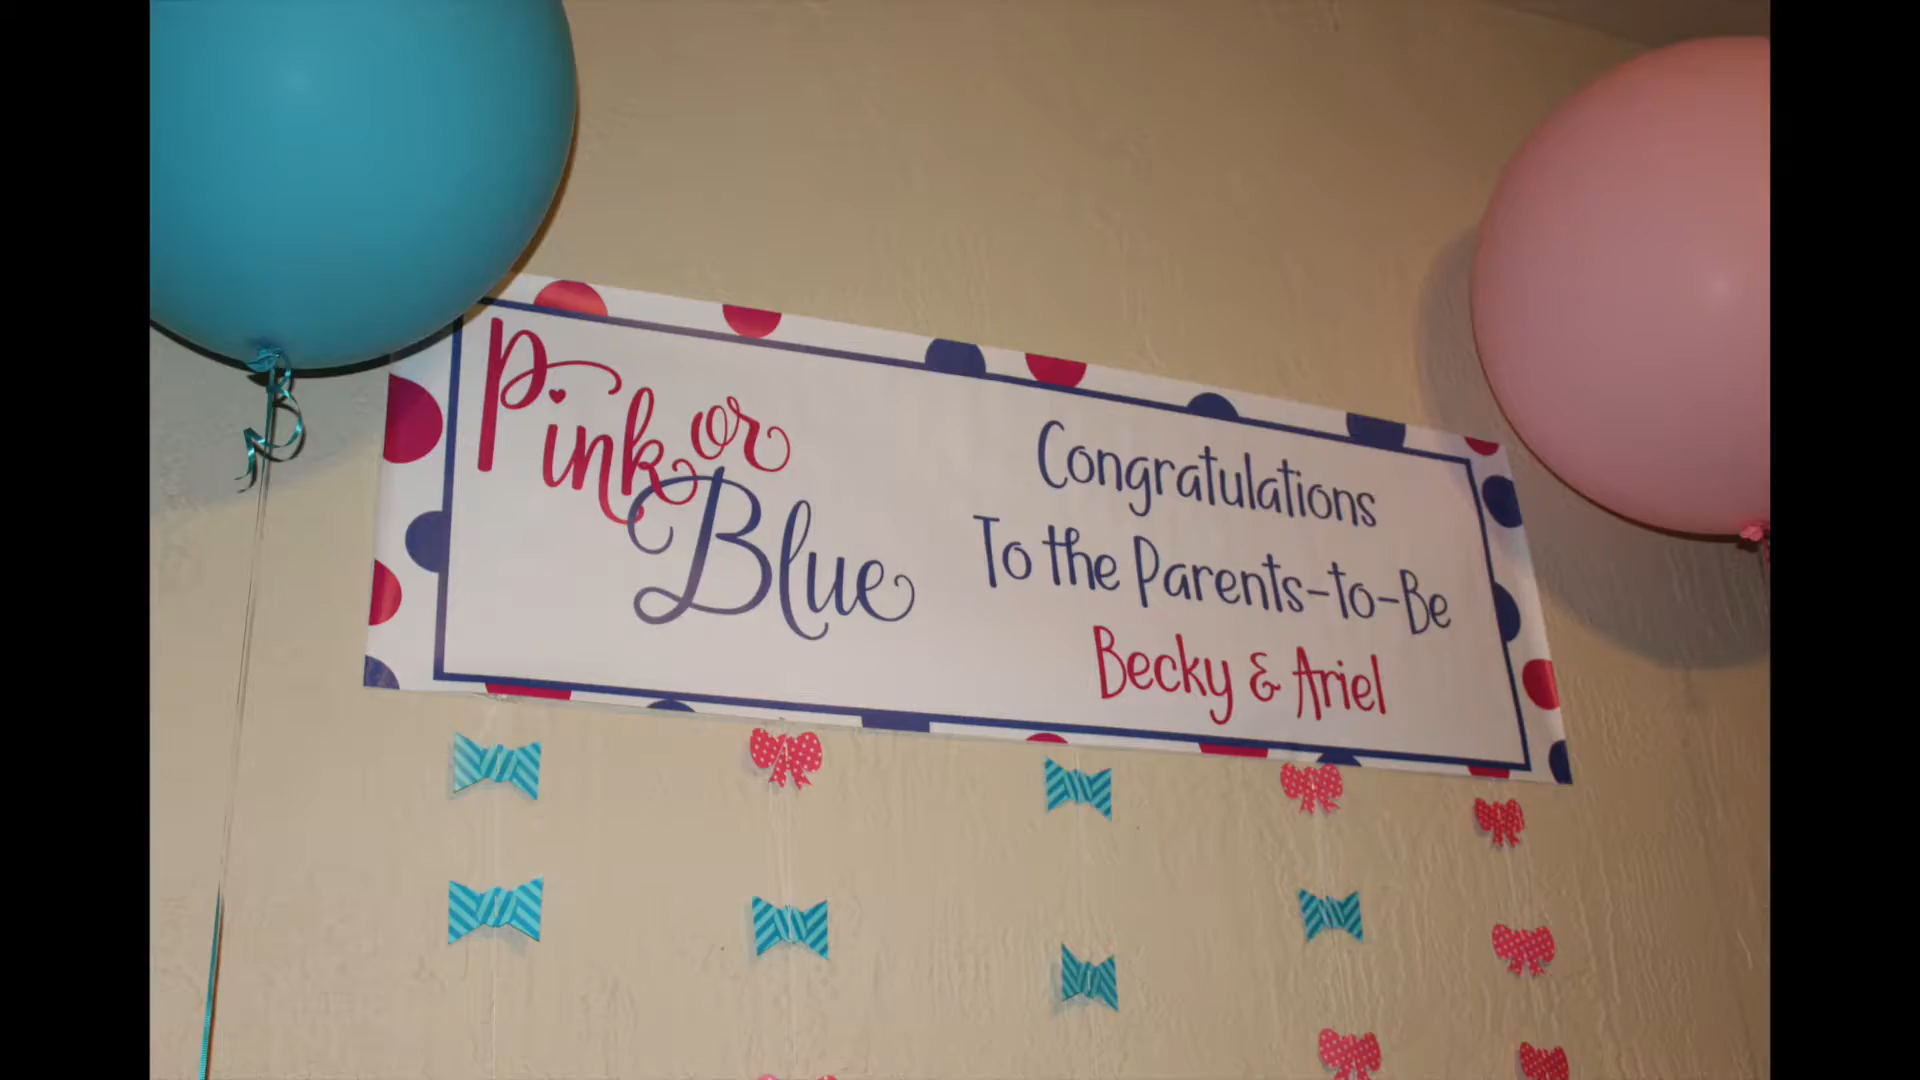 Pink or
Blue
Congratulations
To the Parents-to-Be
Becky & Ariel